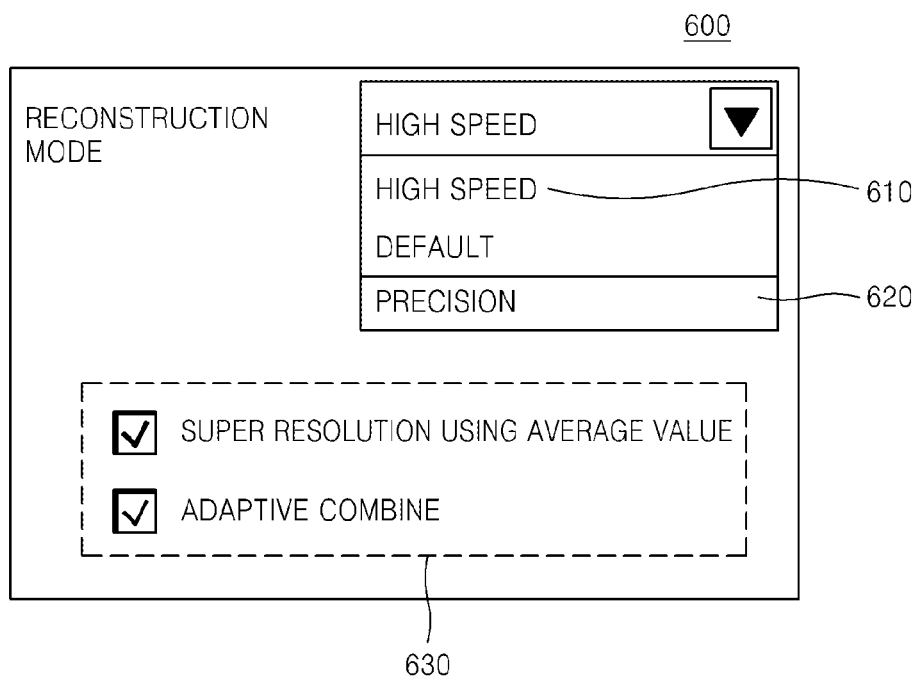 600
RECONSTRUCTION
MODE
HIGH SPEED
HIGH SPEED
610
DEFAULT
PRECISION
620
SUPER RESOLUTION USING AVERAGE VALUE
ADAPTIVE COMBINE
630